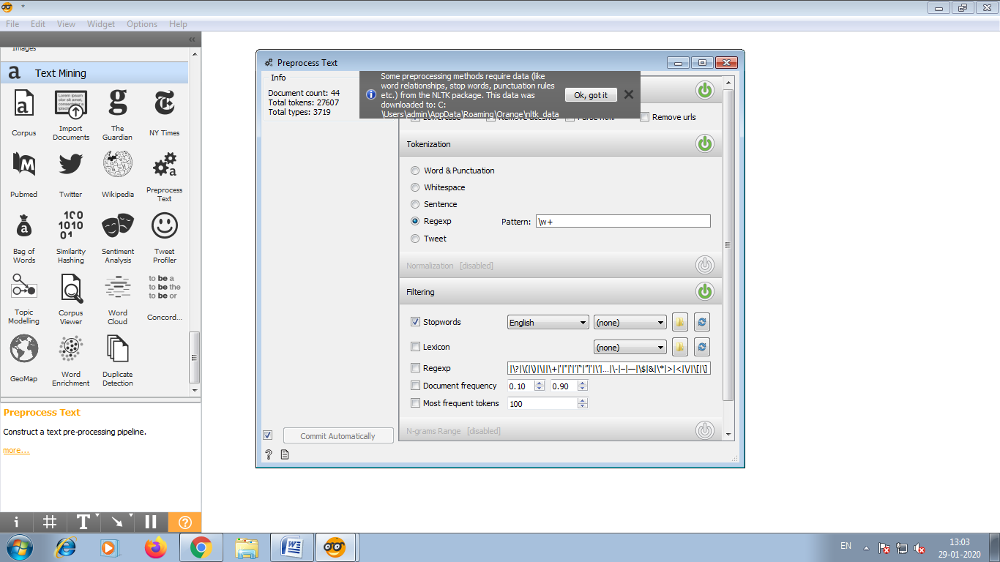 *
File Edit View Widget Options Help
Images
Text Mining
Corpus
Import Documents
The Guardian
NY Times
Pubmed
Twitter
Wikipedia
Preprocess Text
Bag of Words
Similarity Hashing
Sentiment Analysis
Tweet Profiler
Topic Modelling
Corpus Viewer
Word Cloud
Concord...
GeoMap
Word Enrichment
Duplicate Detection
Preprocess Text
Construct a text pre-processing pipeline.
more...
Preprocess Text
Info
Document count: 44
Total tokens: 27607
Total types: 3719
Some preprocessing methods require data (like
word relationships, stop words, punctuation rules
etc.) from the NLTK package. This data was
downloaded to: C:
\Users\admin\AppData\Roaming\Orange\nltk_data
Ok, got it
Lowercase Remove accents Parse html Remove urls
Tokenization
Word & Punctuation
Whitespace
Sentence
Regexp Pattern: \w+
Tweet
Normalization [disabled]
Filtering
Stopwords English (none)
Lexicon (none)
Regexp
Document frequency 0.10 0.90
Most frequent tokens 100
N-grams Range [disabled]
Commit Automatically
EN
13:03
29-01-2020